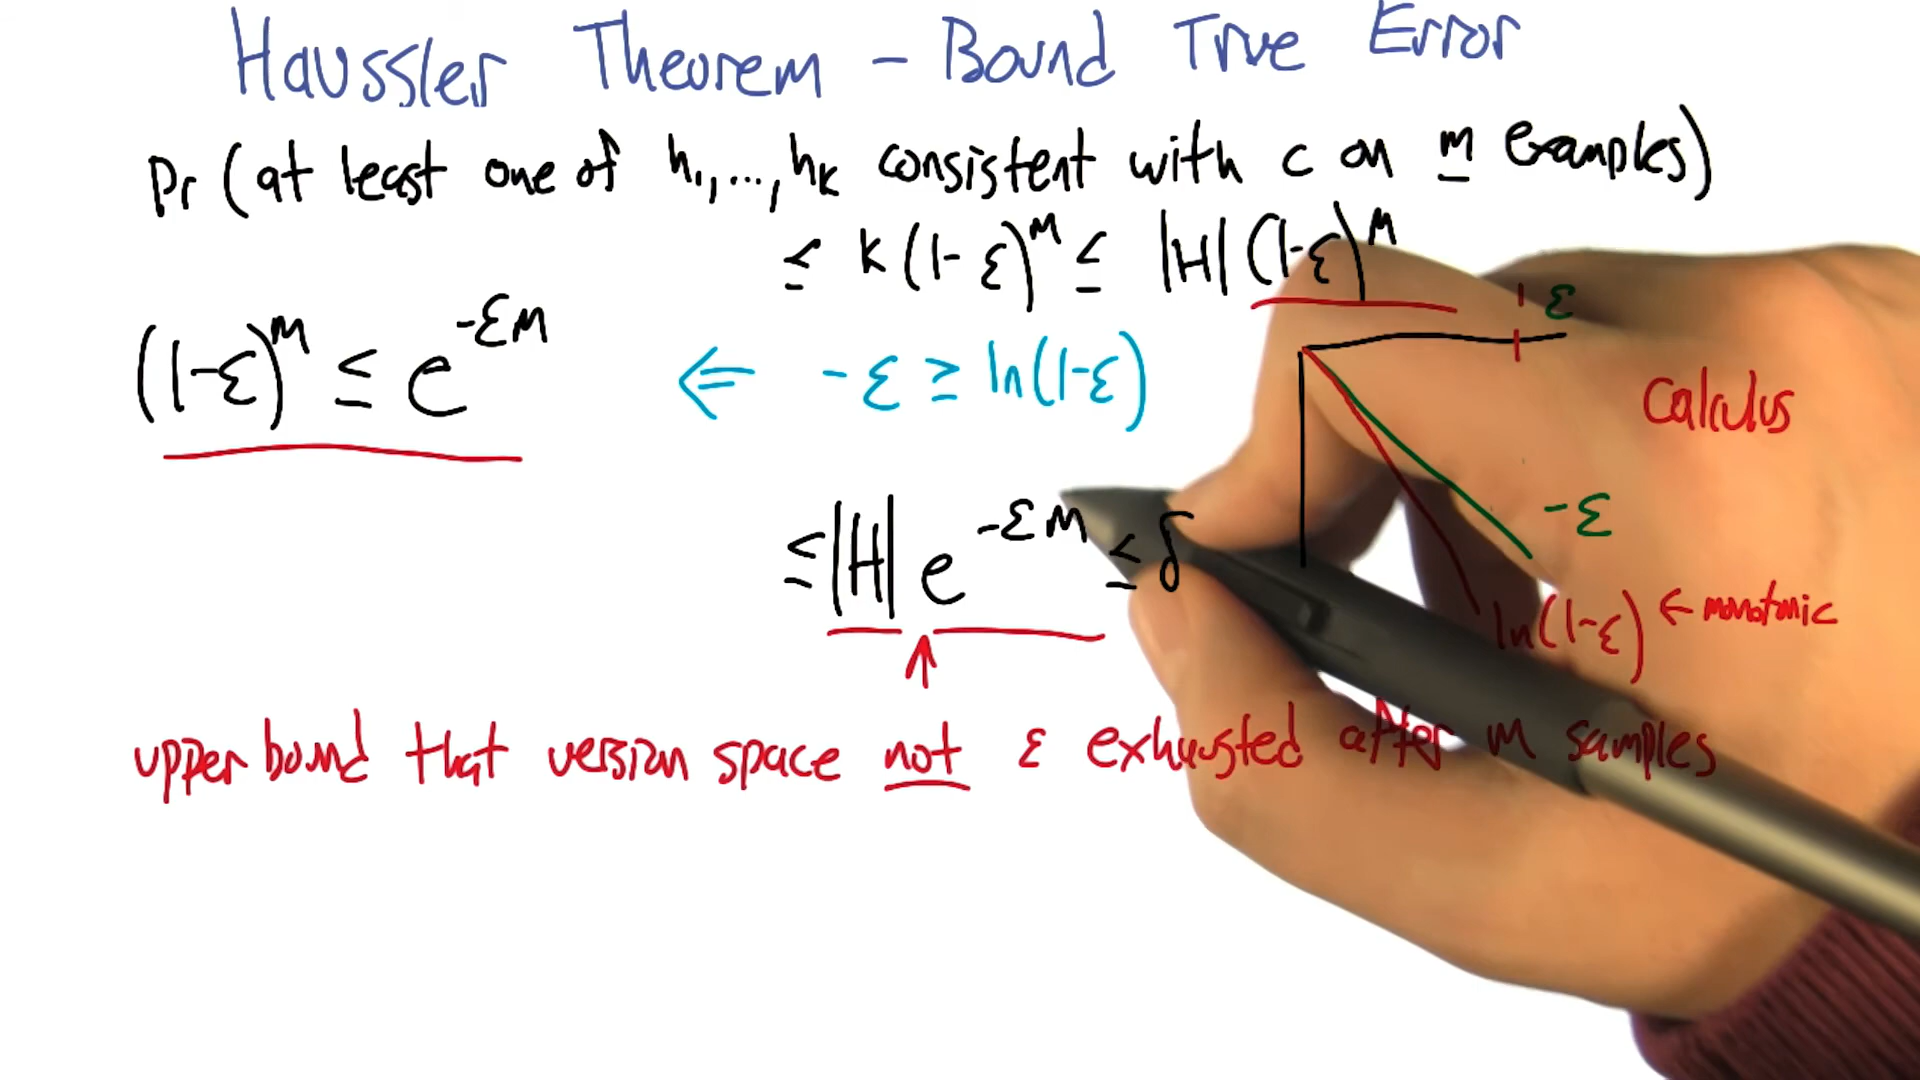 Haussler Theorem - Bound True Error
Pr (at least one of h₁,...,hₖ consistent with c on m examples)
≤ k(1-ε)ᵐ ≤ |H|(1-ε)ᵐ
(1-ε)ᵐ ≤ e^-εm ⇐ -ε ≥ ln(1-ε)
1 ε
calculus
-ε
≤ |H| e^-εm ≤ δ
ln(1-ε) ← monotonic
↑
upper bound that version space not ε exhausted after m samples